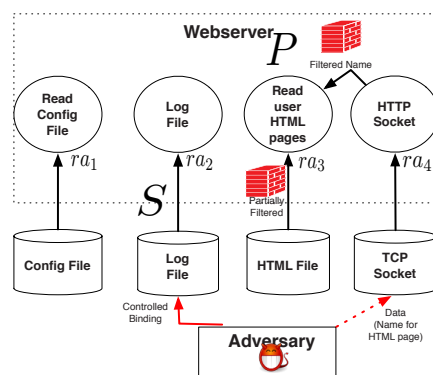 Webserver
P
Filtered Name
Read
Config
File
Log
File
Read
user
HTML
pages
HTTP
Socket
ra1
ra2
ra3
ra4
Partially
Filtered
S
Config File
Log
File
HTML File
TCP
Socket
Controlled
Binding
Data
(Name for
HTML page)
Adversary